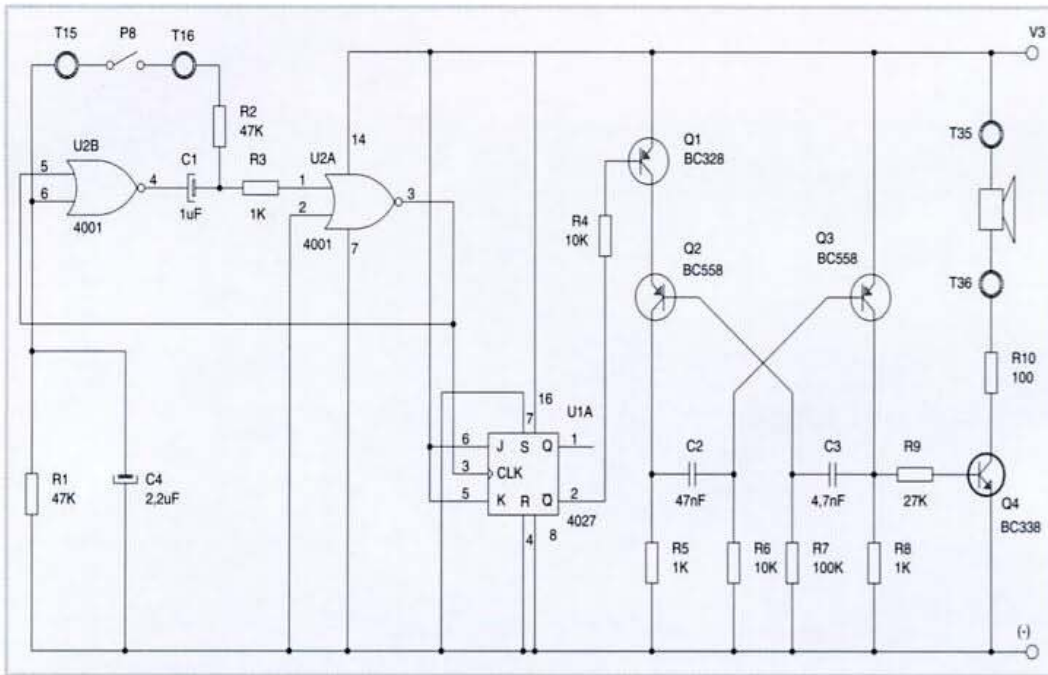 T15
P8
T16
V3
R2
47K
14
T35
U2B
C1
R3
U2A
Q1
BC328
5
4
1
3
6
2
4001
1uF
1K
4001
7
R4
10K
Q2
BC558
Q3
BC558
T36
R10
100
16
7
U1A
6
J
S
Q
1
3
CLK
5
K
R
Q̅
2
4027
4
8
R1
47K
C4
2,2uF
C2
47nF
C3
4,7nF
R9
27K
Q4
BC338
R5
1K
R6
10K
R7
100K
R8
1K
(-)